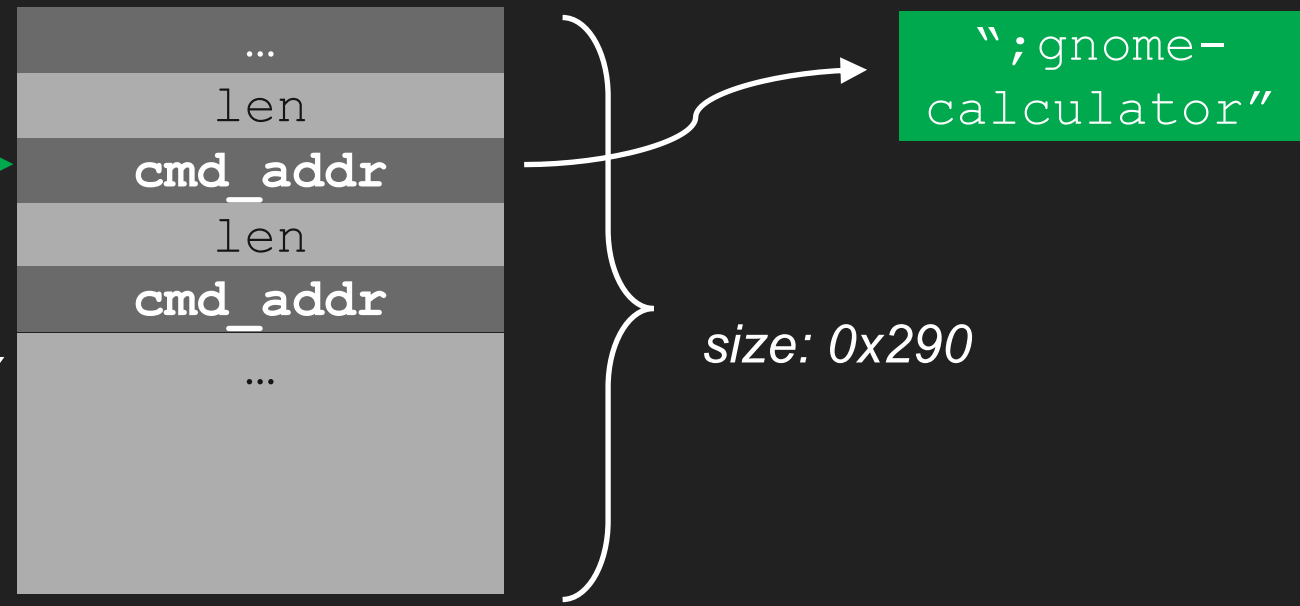 …
len
cmd_addr
len
cmd_addr
…
“;gnome-
calculator”
size: 0x290